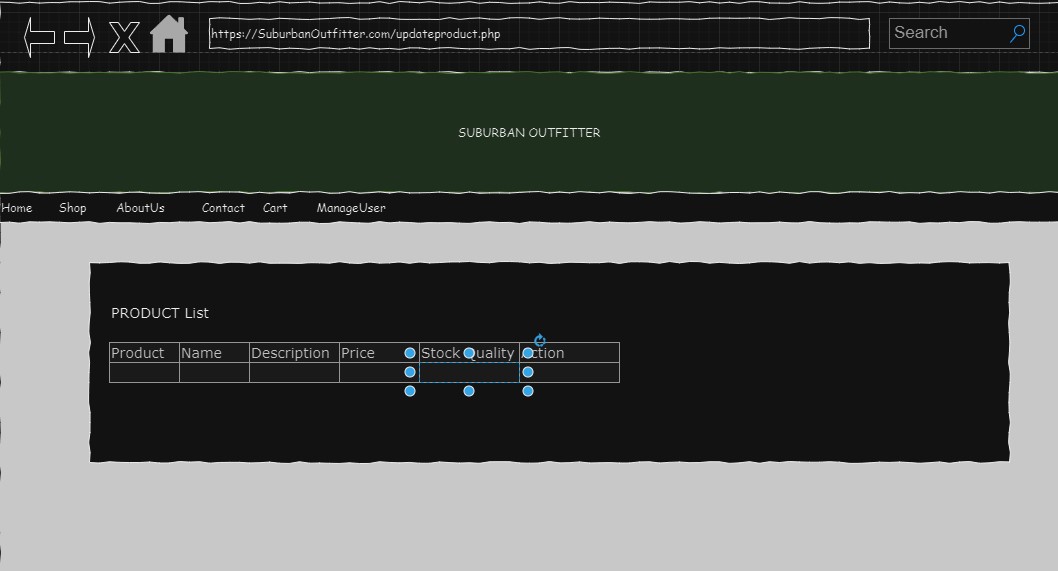 https://SuburbanOutfitter.com/updateproduct.php Search
SUBURBAN OUTFITTER
Home Shop AboutUs Contact Cart ManageUser
PRODUCT List
Product Name Description Price Stock Quality Action